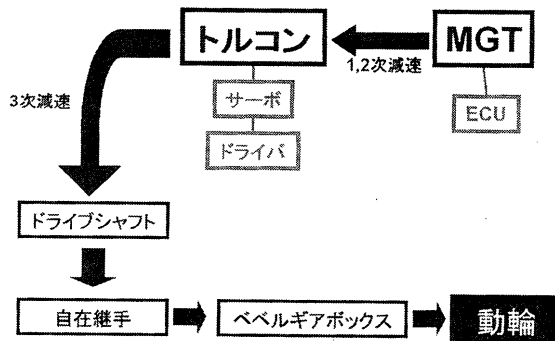 トルコン
MGT
1,2次減速
3次減速
サーボ
ECU
ドライバ
ドライブシャフト
自在継手
ベベルギアボックス
動輪